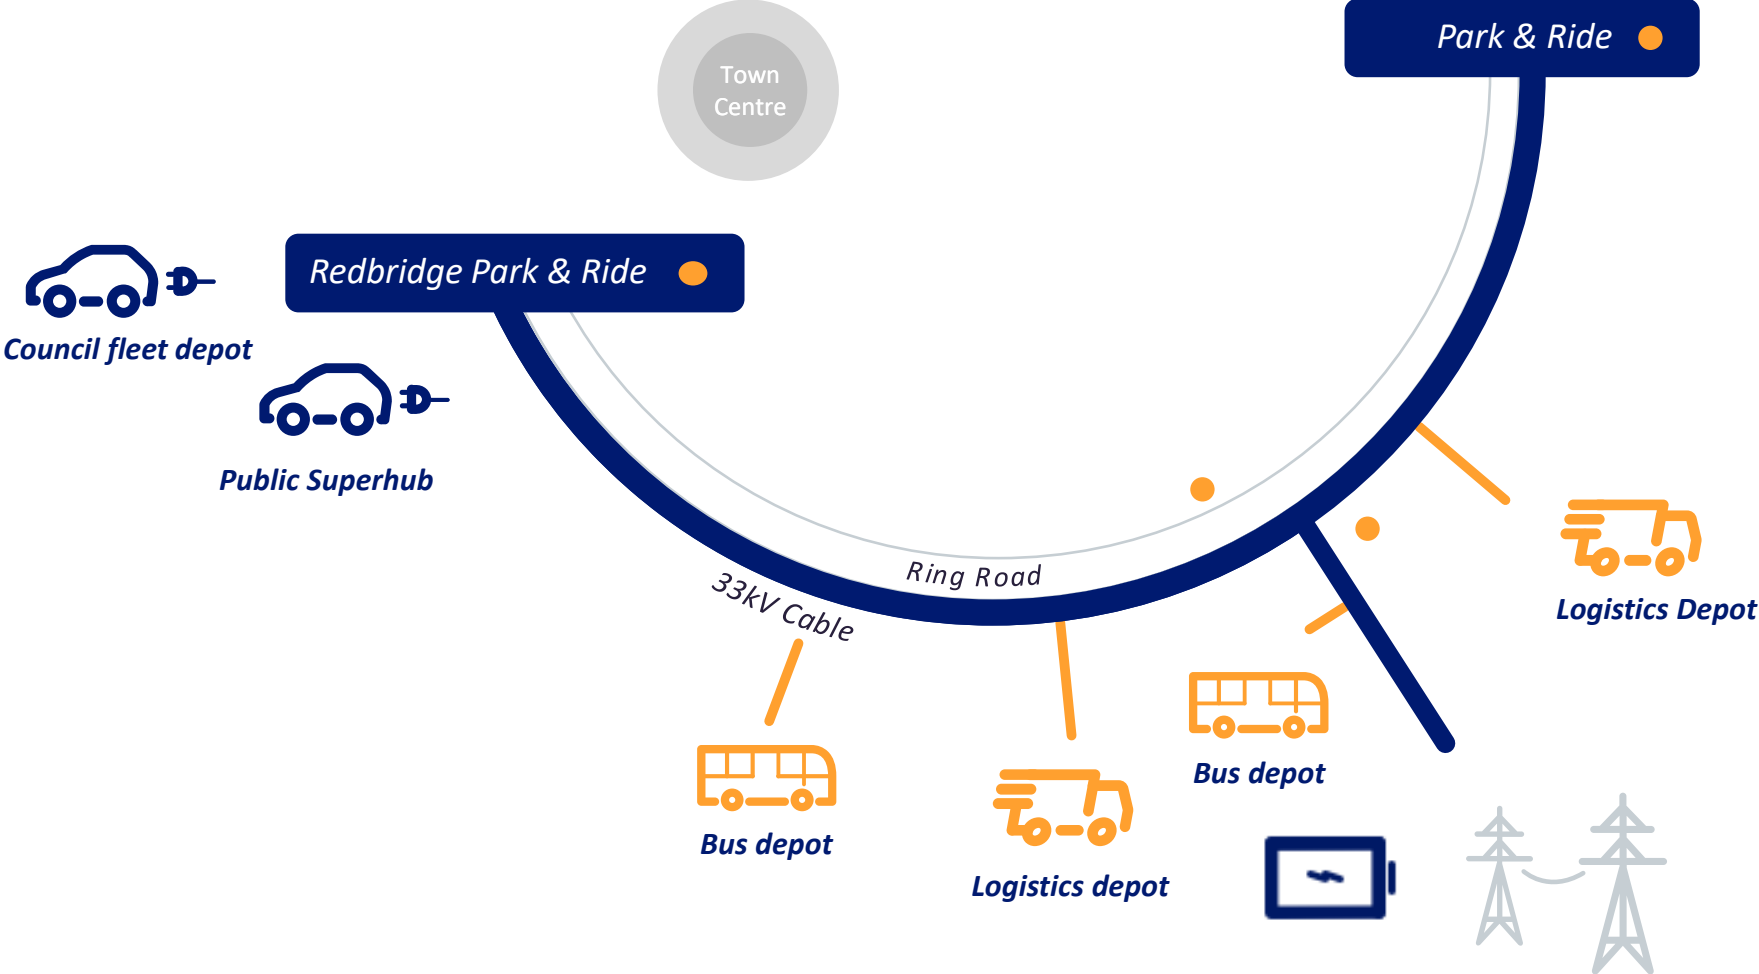 Park & Ride
Town
Centre
Redbridge Park & Ride
Council fleet depot
Public Superhub
Ring Road
33kV Cable
Logistics Depot
Bus depot
Bus depot
Logistics depot